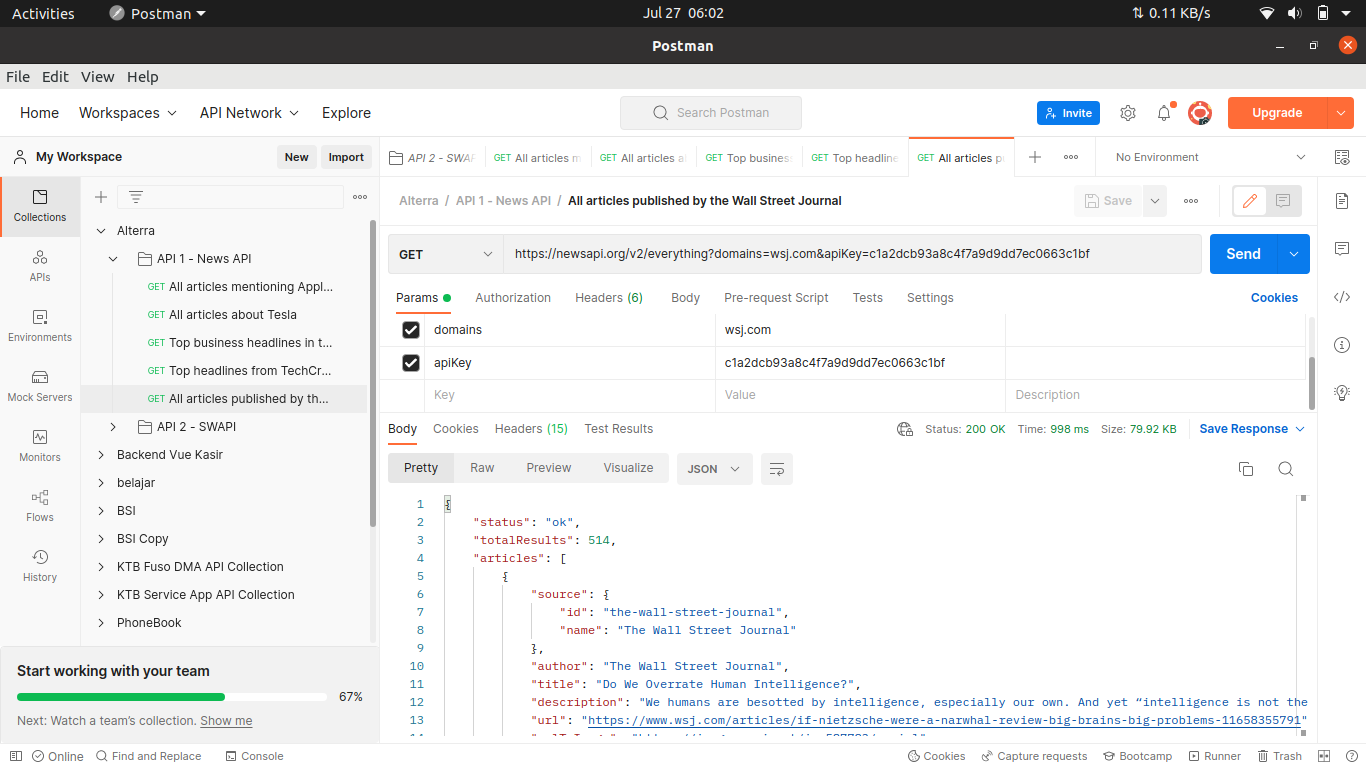 Activities
Postman
Jul 27 06:02
0.11 KB/s
Postman
File Edit View Help
Home Workspaces API Network Explore
Search Postman
Invite
Upgrade
My Workspace
New
Import
API 2 - SWAP
GET All articles m
GET All articles a
GET Top business
GET Top headline
GET All articles p
No Environment
Collections
APIs
Environments
Mock Servers
Monitors
Flows
History
Alterra
API 1 - News API
GET All articles mentioning Appl...
GET All articles about Tesla
GET Top business headlines in t...
GET Top headlines from TechCr...
GET All articles published by th...
API 2 - SWAPI
Backend Vue Kasir
belajar
BSI
BSI Copy
KTB Fuso DMA API Collection
KTB Service App API Collection
PhoneBook
Start working with your team
67%
Next: Watch a team's collection. Show me
Alterra / API 1 - News API / All articles published by the Wall Street Journal
Save
GET
https://newsapi.org/v2/everything?domains=wsj.com&apiKey=c1a2dcb93a8c4f7a9d9dd7ec0663c1bf
Send
Params Authorization Headers (6) Body Pre-request Script Tests Settings
Cookies
domains wsj.com
apiKey c1a2dcb93a8c4f7a9d9dd7ec0663c1bf
Key Value Description
Body Cookies Headers (15) Test Results
Status: 200 OK Time: 998 ms Size: 79.92 KB
Save Response
Pretty Raw Preview Visualize
JSON
1 {
2 "status": "ok",
3 "totalResults": 514,
4 "articles": [
5 {
6 "source": {
7 "id": "the-wall-street-journal",
8 "name": "The Wall Street Journal"
9 },
10 "author": "The Wall Street Journal",
11 "title": "Do We Overrate Human Intelligence?",
12 "description": "We humans are besotted by intelligence, especially our own. And yet “intelligence is not the
13 "url": "https://www.wsj.com/articles/if-nietzsche-were-a-narwhal-review-big-brains-big-problems-11658355791"
Online
Find and Replace
Console
Cookies
Capture requests
Bootcamp
Runner
Trash